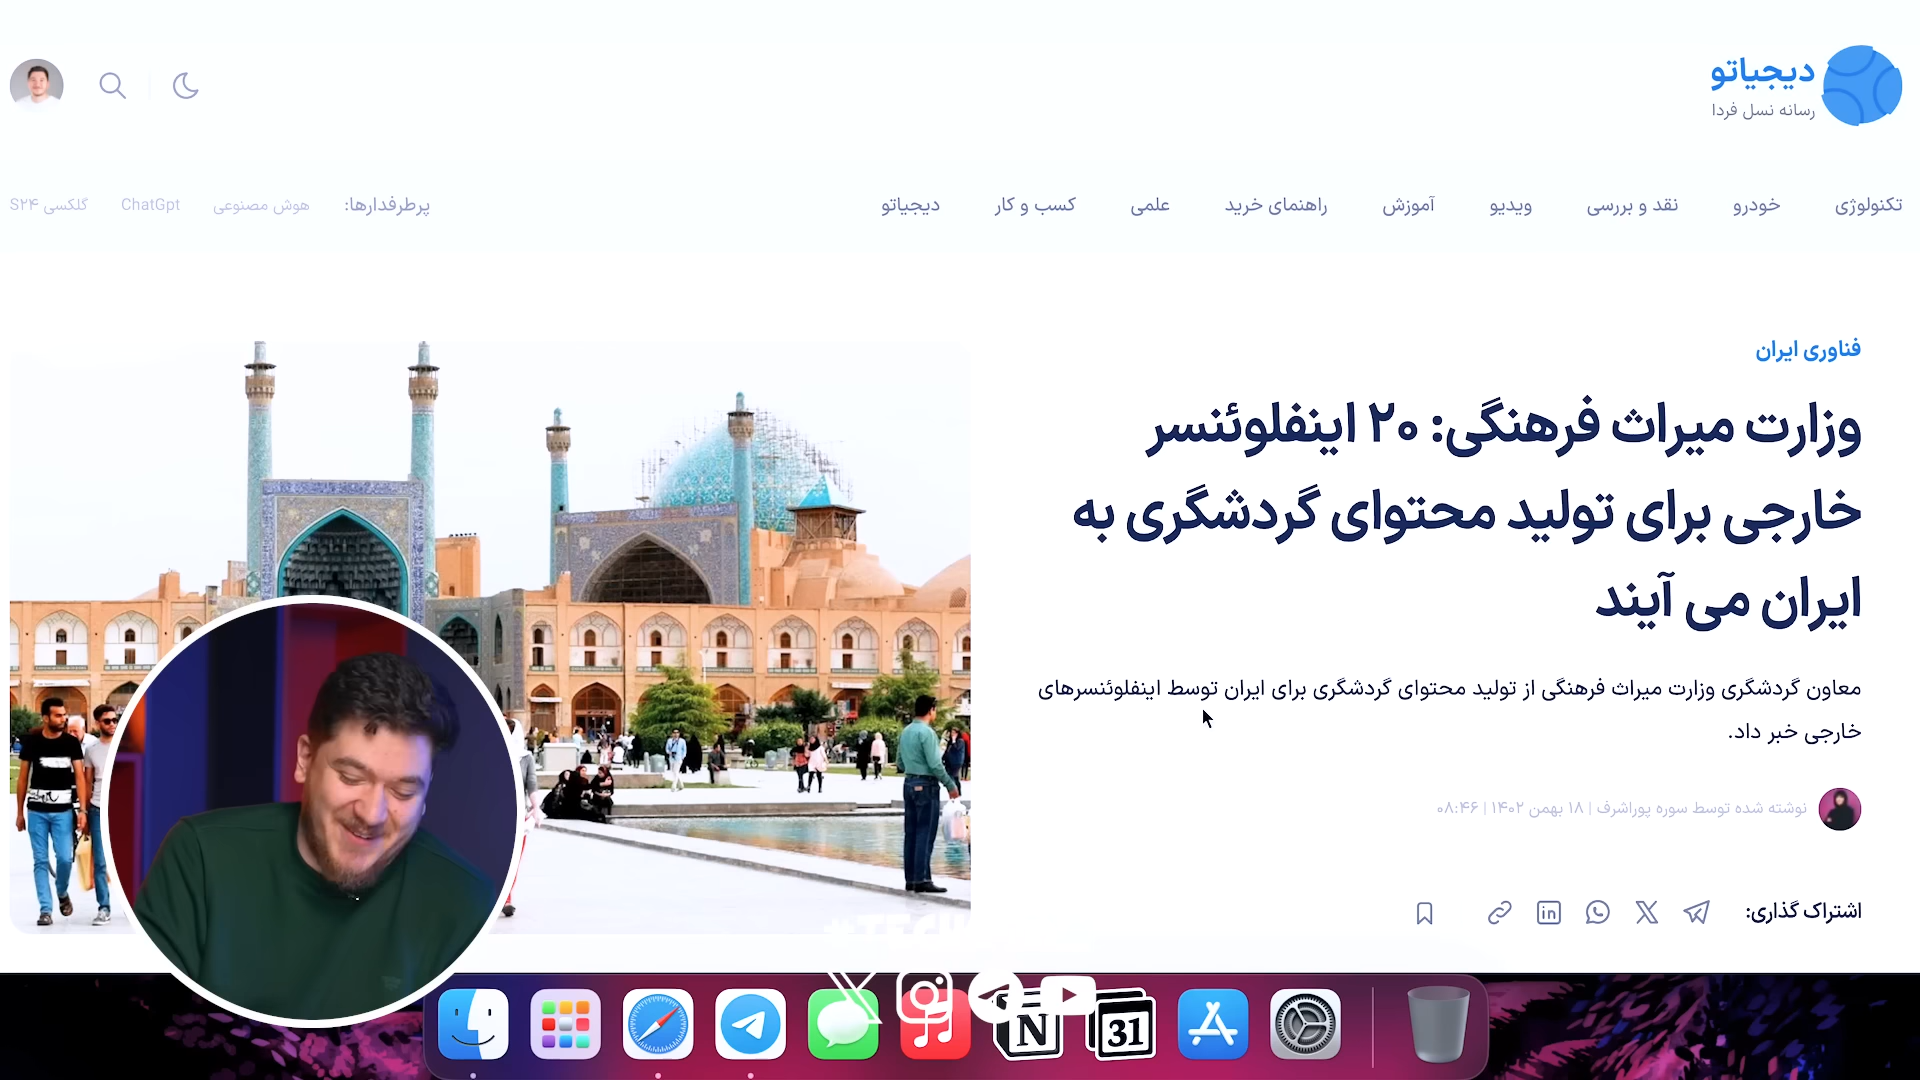 دیجیاتو
رسانه نسل فردا
تکنولوژی
خودرو
نقد و بررسی
ویدیو
آموزش
راهنمای خرید
علمی
کسب و کار
دیجیاتو
پرطرفدارها:
هوش مصنوعی
ChatGpt
گلکسی S۲۴
فناوری ایران
وزارت میراث فرهنگی: ۲۰ اینفلوئنسر
خارجی برای تولید محتوای گردشگری به
ایران می آیند
معاون گردشگری وزارت میراث فرهنگی از تولید محتوای گردشگری برای ایران توسط اینفلوئنسرهای
خارجی خبر داد.
نوشته شده توسط سوره پوراشرف | ۱۸ بهمن ۱۴۰۲ | ۰۸:۴۶
اشتراک گذاری:
31